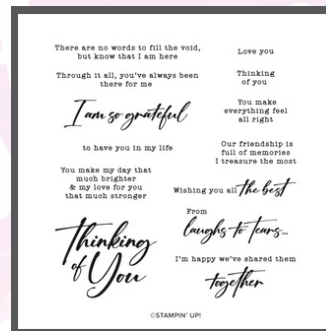 There are no words to fill the void,
but know that I am here
Through it all, you've always been
there for me
I am so grateful
to have you in my life
You make my day that
much brighter
& my love for you
that much stronger
Thinking
of You
Love you
Thinking
of you
You make
everything feel
all right
Our friendship is
full of memories
I treasure the most
Wishing you all the best
From
laughs to tears...
I'm happy we've shared them
together
©STAMPIN' UP!